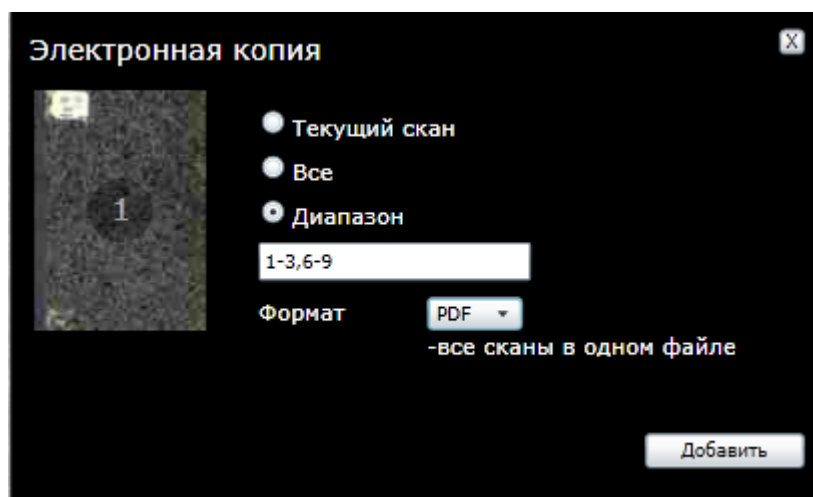 Электронная копия
X
1
Текущий скан
Все
Диапазон
1-3,6-9
Формат PDF
-все сканы в одном файле
Добавить